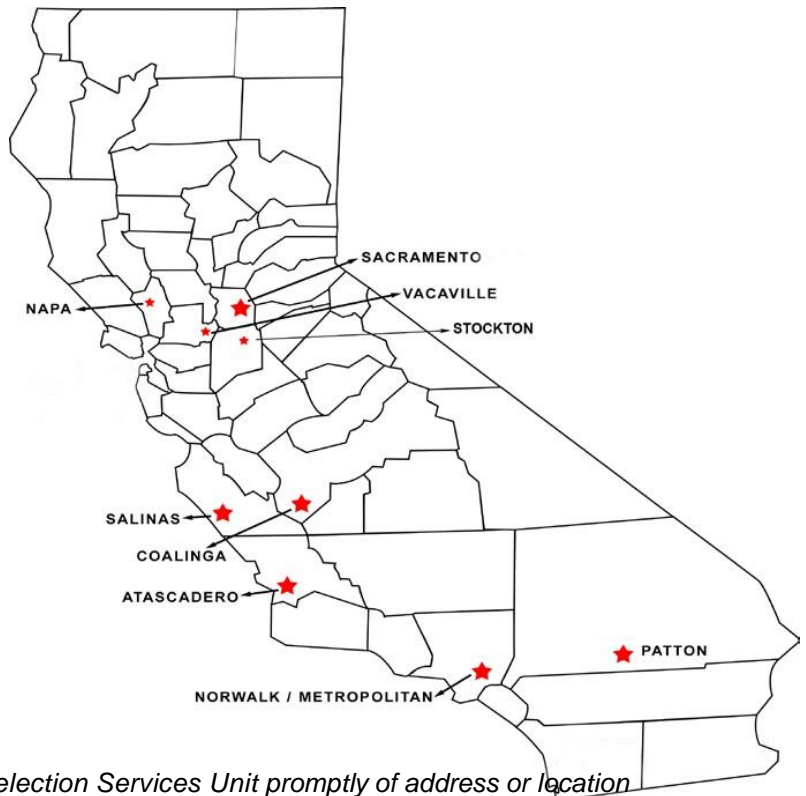 SACRAMENTO
VACAVILLE
NAPA
STOCKTON
SALINAS
COALINGA
ATASCADERO
PATTON
NORWALK / METROPOLITAN
election Services Unit promptly of address or location